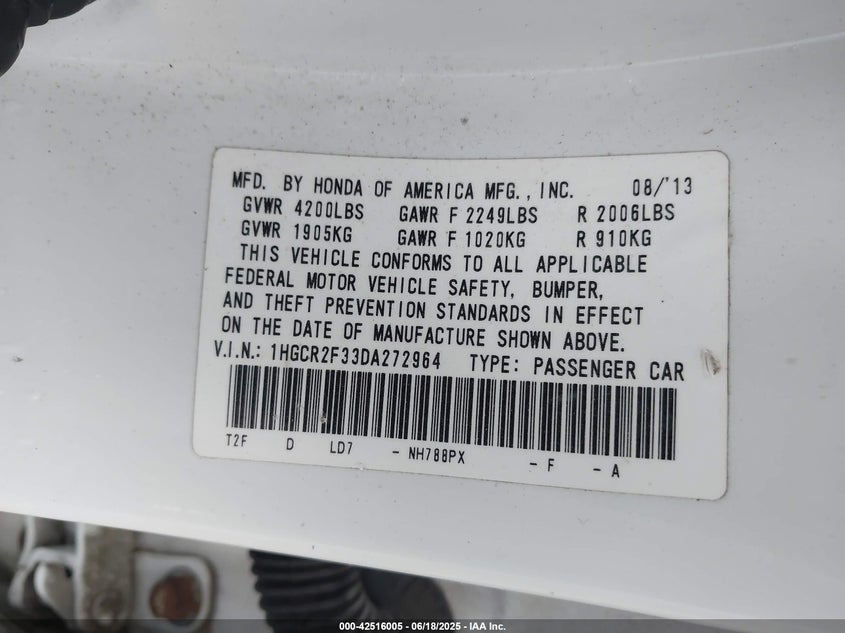 MFD. BY HONDA OF AMERICA MFG., INC. 08/'13
GVWR 4200LBS GAWR F 2249LBS R 2006LBS
GVWR 1905KG GAWR F 1020KG R 910KG
THIS VEHICLE CONFORMS TO ALL APPLICABLE
FEDERAL MOTOR VEHICLE SAFETY, BUMPER,
AND THEFT PREVENTION STANDARDS IN EFFECT
ON THE DATE OF MANUFACTURE SHOWN ABOVE.
V.I.N.: 1HGCR2F33DA272964 TYPE: PASSENGER CAR
T2F D LD7 - NH788PX - F - A
000-42516005 - 06/18/2025 - IAA Inc.